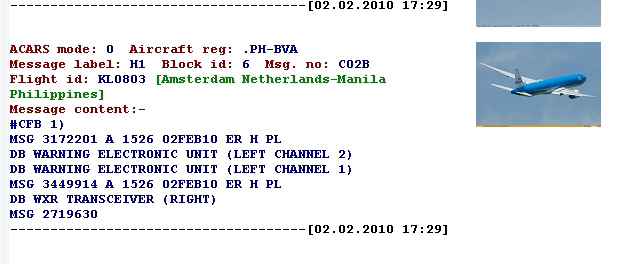 -------------------------------------[02.02.2010 17:29]
ACARS mode: 0  Aircraft reg: .PH-BVA
Message label: H1  Block id: 6  Msg. no: C02B
Flight id: KL0803 [Amsterdam Netherlands-Manila
Philippines]
Message content:-
#CFB 1)
MSG 3172201 A 1526 02FEB10 ER H PL
DB WARNING ELECTRONIC UNIT (LEFT CHANNEL 2)
DB WARNING ELECTRONIC UNIT (LEFT CHANNEL 1)
MSG 3449914 A 1526 02FEB10 ER H PL
DB WXR TRANSCEIVER (RIGHT)
MSG 2719630
-------------------------------------[02.02.2010 17:29]